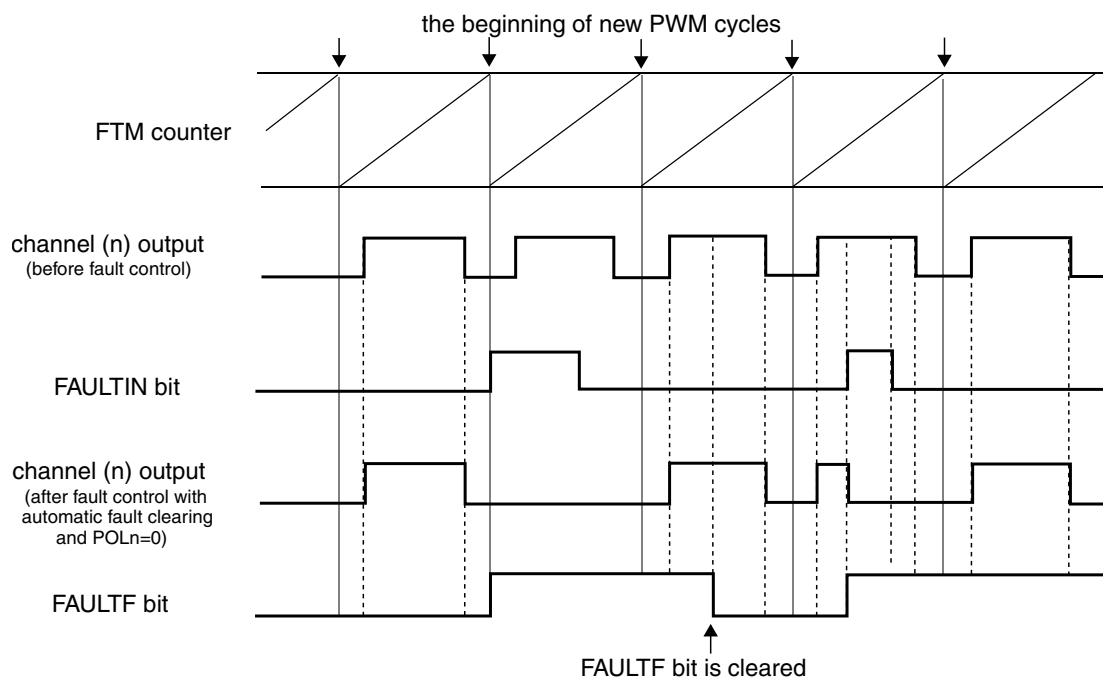 the beginning of new PWM cycles
FTM counter
channel (n) output
(before fault control)
FAULTIN bit
channel (n) output
(after fault control with
automatic fault clearing
and POLn=0)
FAULTF bit
FAULTF bit is cleared